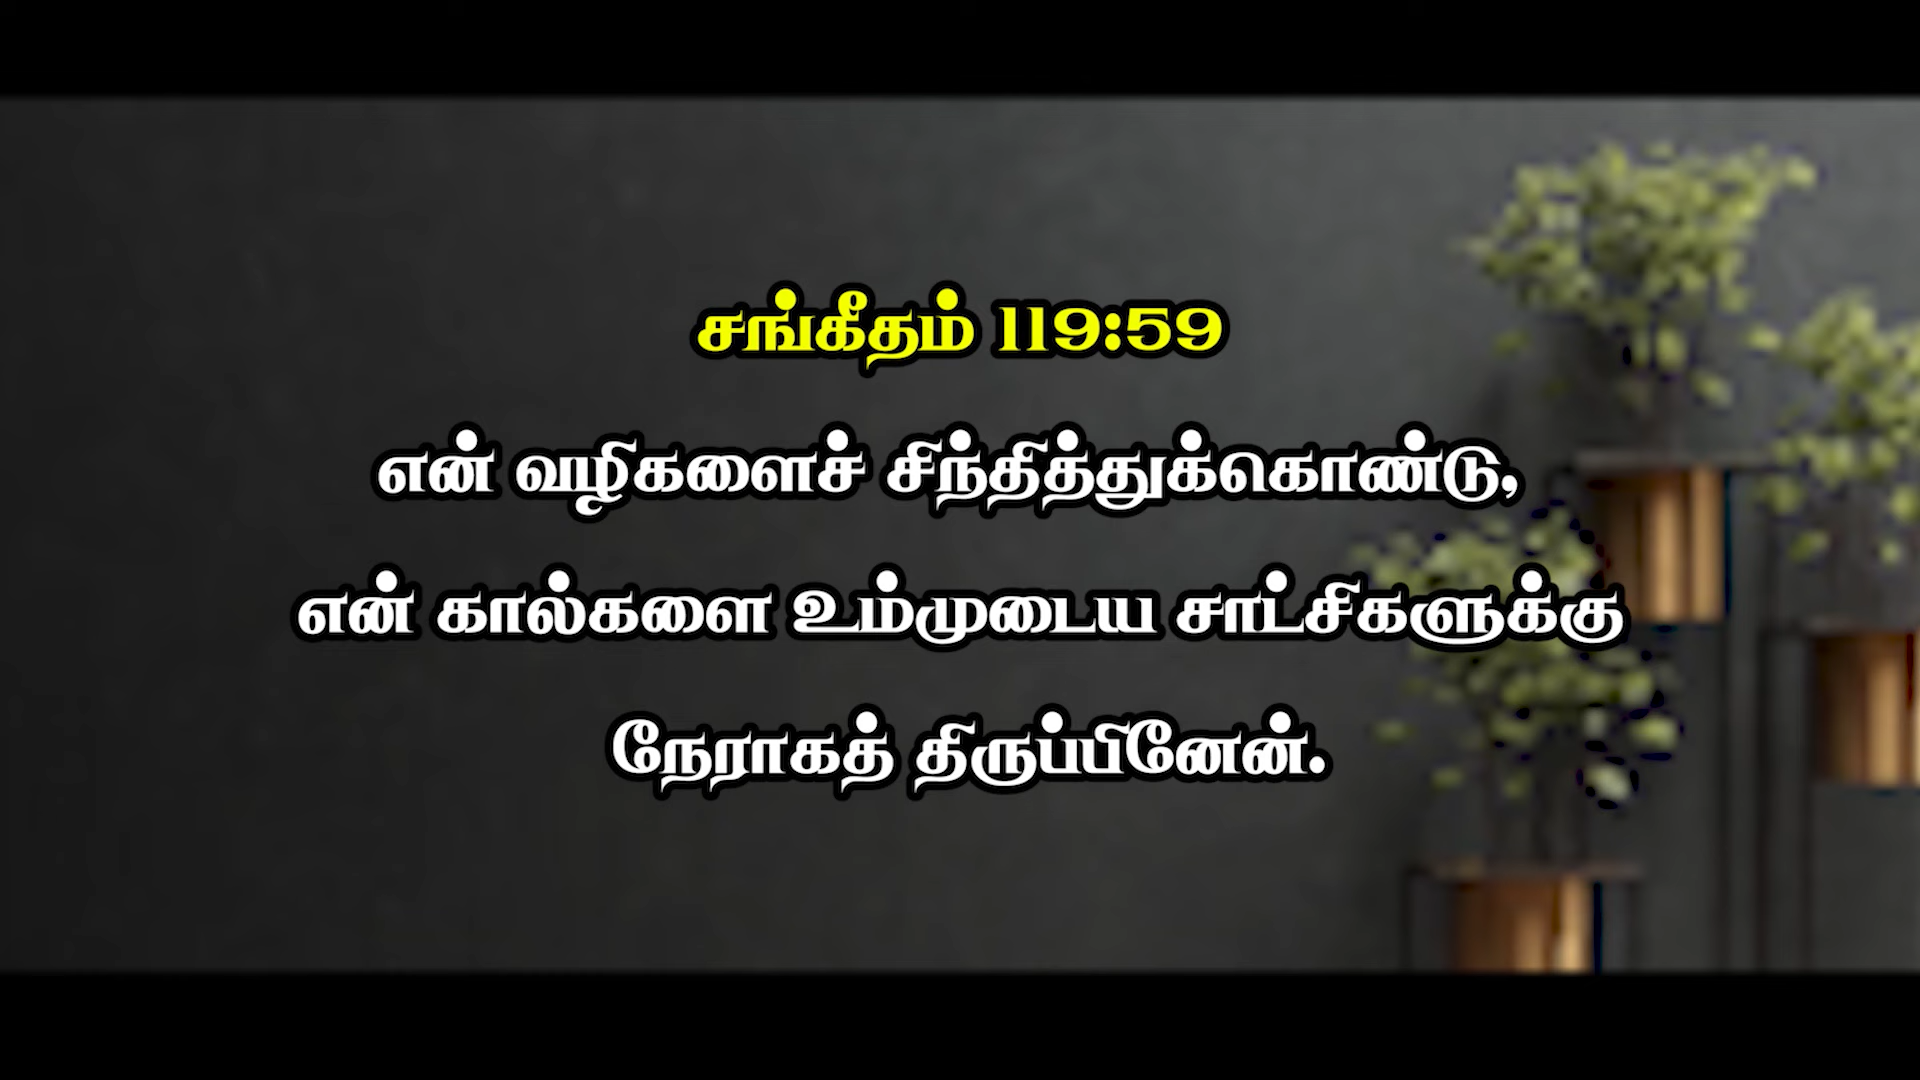 சங்கீதம் 119:59
என் வழிகளைச் சிந்தித்துக்கொண்டு,
என் கால்களை உம்முடைய சாட்சிகளுக்கு
நேராகத் திருப்பினேன்.